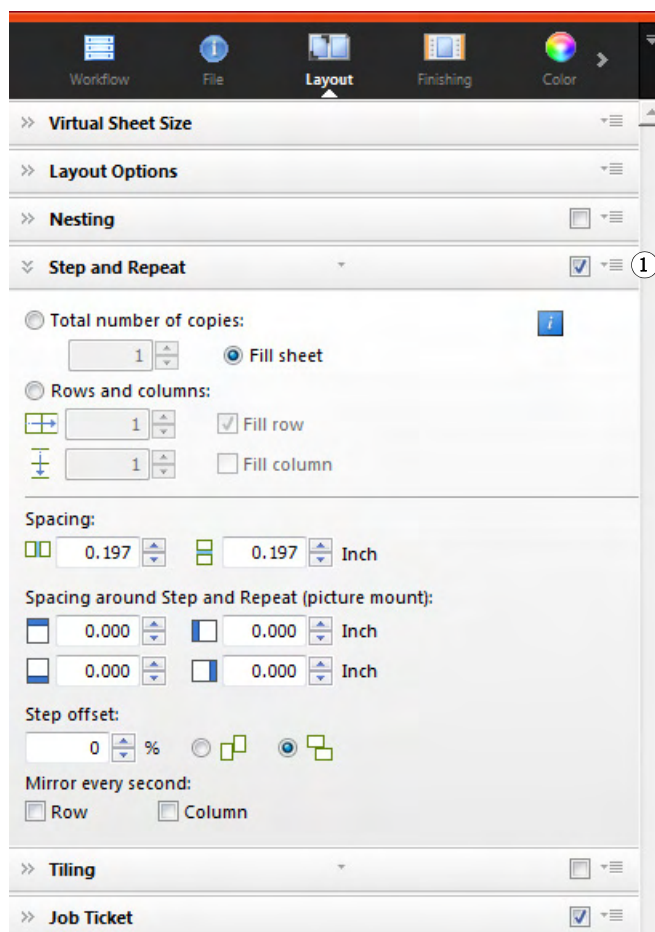 Workflow File Layout Finishing Color
Virtual Sheet Size
Layout Options
Nesting
Step and Repeat 1
Total number of copies: i
1 Fill sheet
Rows and columns:
1 Fill row
1 Fill column
Spacing:
0.197 0.197 Inch
Spacing around Step and Repeat (picture mount):
0.000 0.000 Inch
0.000 0.000 Inch
Step offset:
0 %
Mirror every second:
Row Column
Tiling
Job Ticket